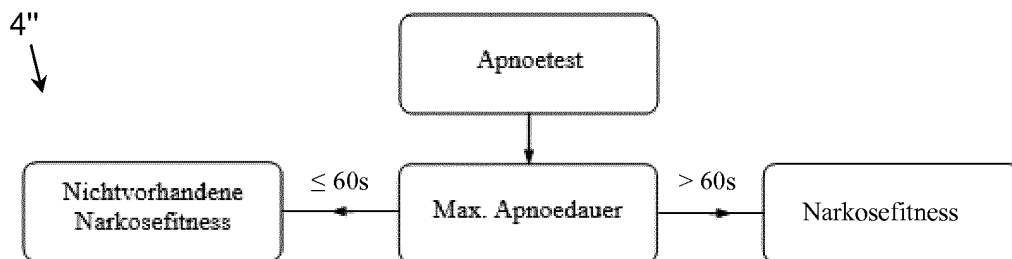 4"
Apnoetest
Nichtvorhandene
Narkosefitness
≤ 60s
Max. Apnoedauer
> 60s
Narkosefitness